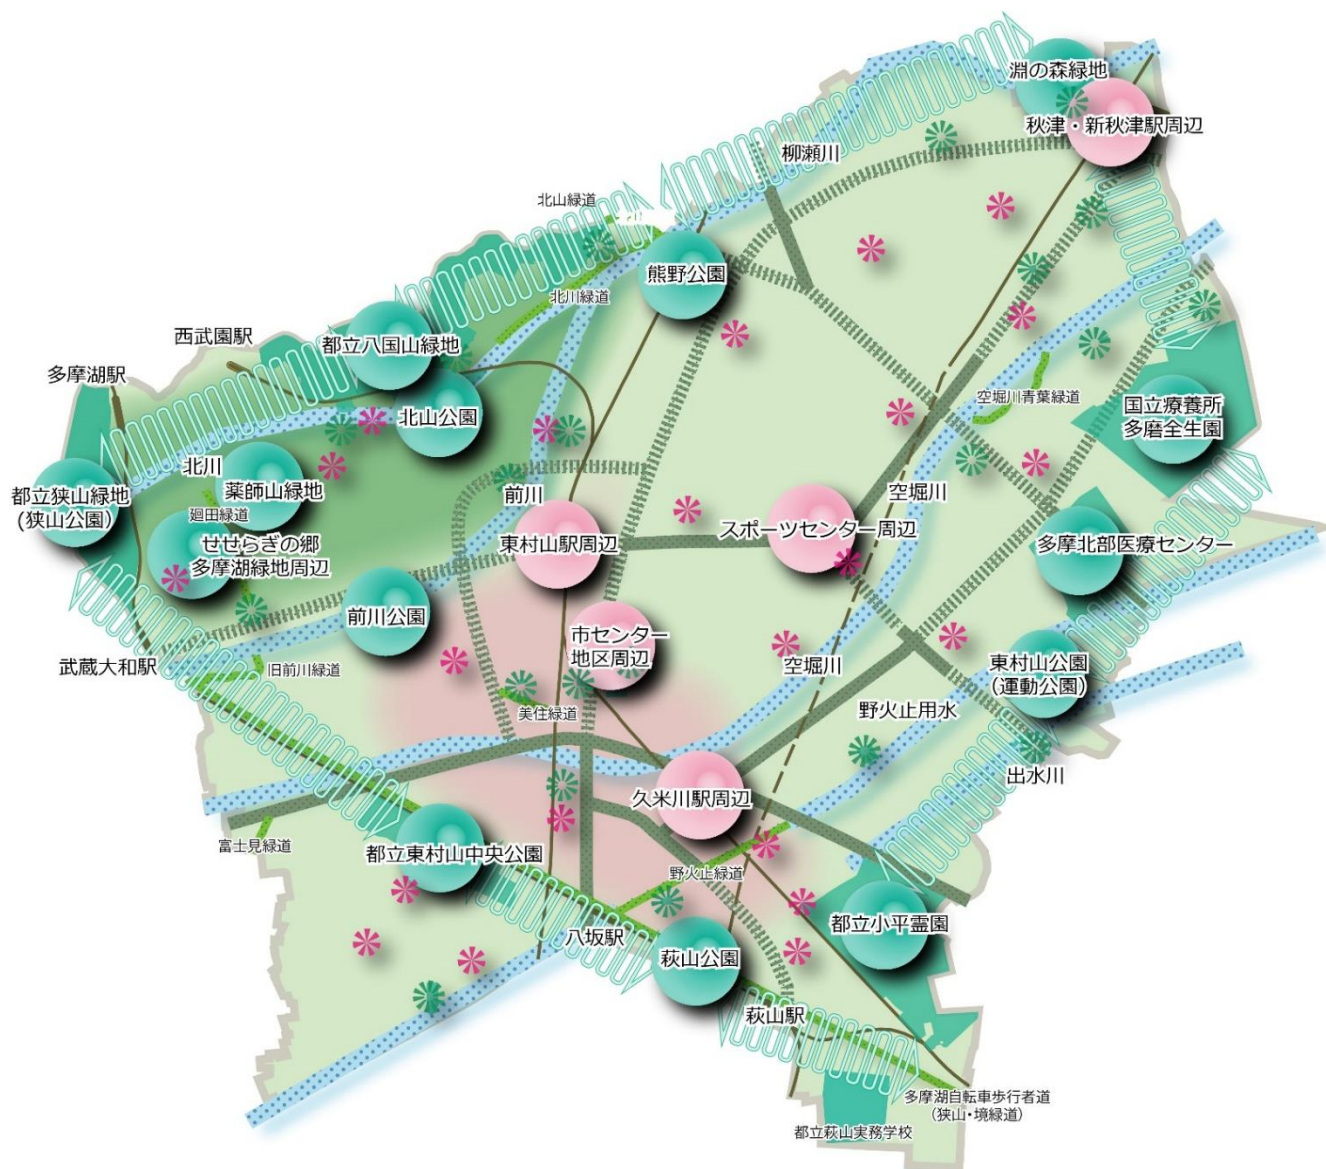 淵の森緑地
秋津・新秋津駅周辺
柳瀬川
北山緑道
熊野公園
北川緑道
西武園駅
都立八国山緑地
多摩湖駅
北山公園
空堀川青葉緑道
国立療養所
多磨全生園
北川
薬師山緑地
都立狭山緑地
(狭山公園)
廻田緑道
前川
空堀川
せせらぎの郷
多摩湖緑地周辺
東村山駅周辺
スポーツセンター周辺
多摩北部医療センター
前川公園
市センター
地区周辺
武蔵大和駅
旧前川緑道
空堀川
東村山公園
(運動公園)
美住緑道
野火止用水
出水川
久米川駅周辺
富士見緑道
都立東村山中央公園
野火止緑道
都立小平霊園
八坂駅
萩山公園
萩山駅
多摩湖自転車歩行者道
(狭山・境緑道)
都立萩山実務学校